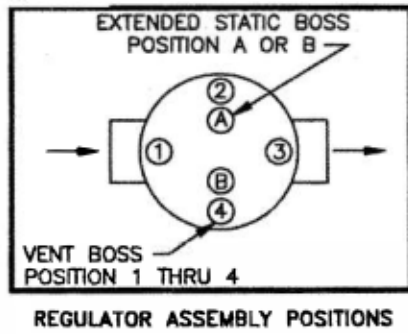 EXTENDED STATIC BOSS
POSITION A OR B
2
A
1
3
B
4
VENT BOSS
POSITION 1 THRU 4
REGULATOR ASSEMBLY POSITIONS